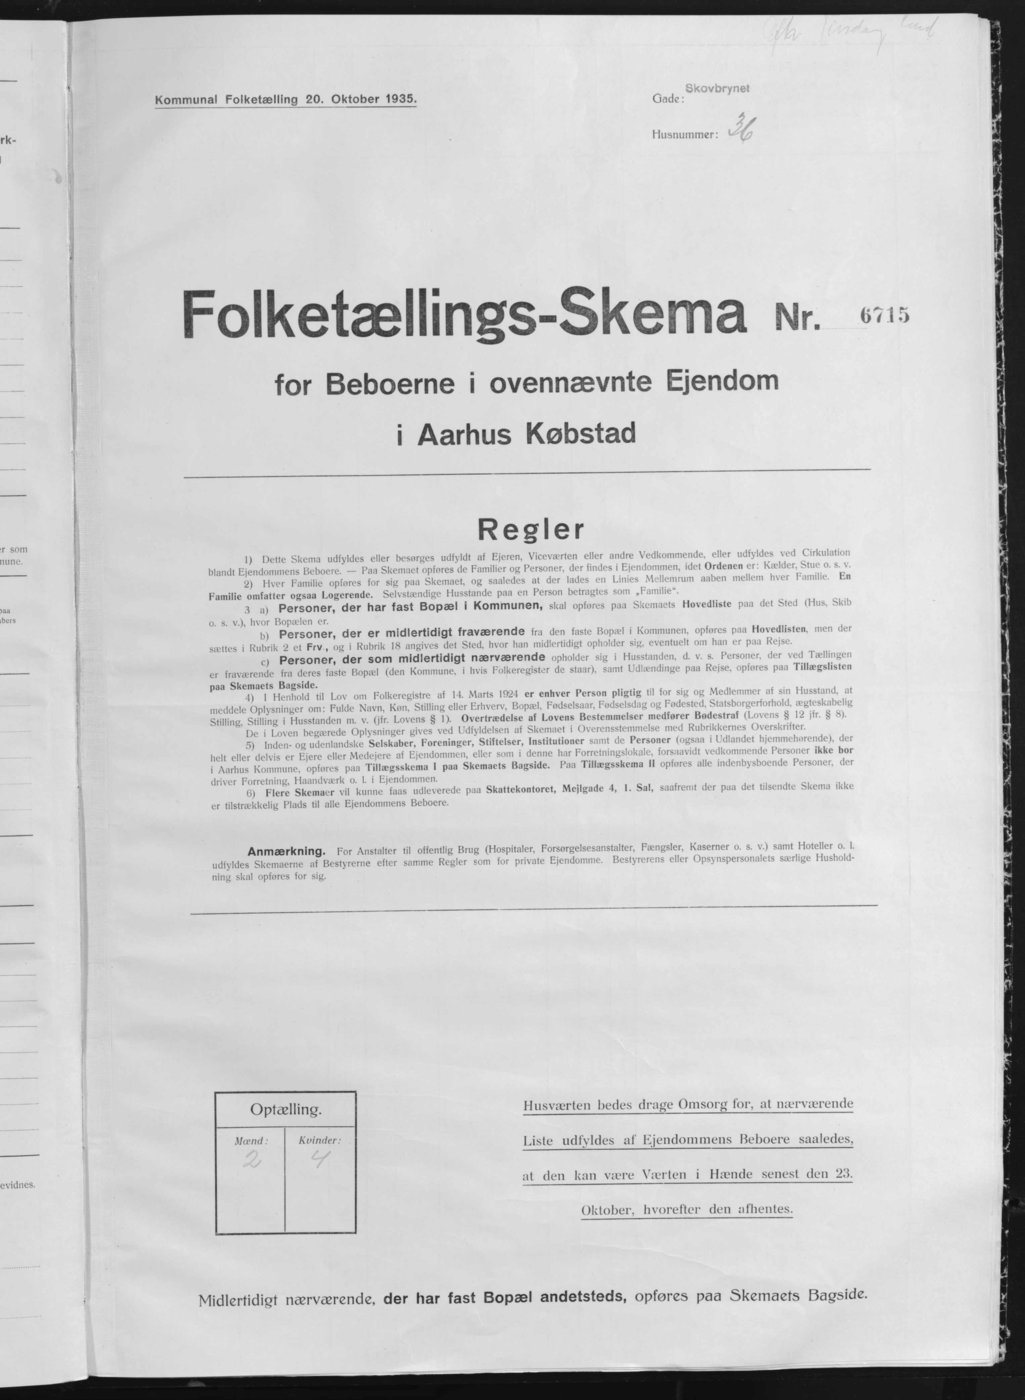 Kommunal Folketælling 20. Oktober 1935.
Gade: Skovbrynet
Husnummer: 36
Folketællings-Skema Nr. 6715
for Beboerne i ovennævnte Ejendom
i Aarhus Købstad
Regler
1) Dette Skema udfyldes eller besørges udfyldt af Ejeren, Viceværten eller andre Vedkommende, eller udfyldes ved Cirkulation
blandt Ejendommens Beboere. — Paa Skemaet opføres de Familier og Personer, der findes i Ejendommen, idet Ordenen er: Kælder, Stue o. s. v.
2) Hver Familie opføres for sig paa Skemaet, og saaledes at der lades en Linies Mellemrum aaben mellem hver Familie. En
Familie omfatter ogsaa Logerende. Selvstændige Husstande paa en Person betragtes som „Familie“.
3 a) Personer, der har fast Bopæl i Kommunen, skal opføres paa Skemaets Hovedliste paa det Sted (Hus, Skib
o. s. v.), hvor Bopælen er.
b) Personer, der er midlertidigt fraværende fra den faste Bopæl i Kommunen, opføres paa Hovedlisten, men der
sættes i Rubrik 2 et Frv., og i Rubrik 18 angives det Sted, hvor han midlertidigt opholder sig, eventuelt om han er paa Rejse.
c) Personer, der som midlertidigt nærværende opholder sig i Husstanden, d. v. s. Personer, der ved Tællingen
er fraværende fra deres faste Bopæl (den Kommune, i hvis Folkeregister de staar), samt Udlændinge paa Rejse, opføres paa Tillægslisten
paa Skemaets Bagside.
4) I Henhold til Lov om Folkeregistre af 14. Marts 1924 er enhver Person pligtig til for sig og Medlemmer af sin Husstand, at
meddele Oplysninger om: Fulde Navn, Køn, Stilling eller Erhverv, Bopæl, Fødselsaar, Fødselsdag og Fødested, Statsborgerforhold, ægteskabelig
Stilling, Stilling i Husstanden m. v. (jfr. Lovens § 1). Overtrædelse af Lovens Bestemmelser medfører Bødestraf (Lovens § 12 jfr. § 8).
De i Loven begærede Oplysninger gives ved Udfyldelsen af Skemaet i Overensstemmelse med Rubrikkernes Overskrifter.
5) Inden- og udenlandske Selskaber, Foreninger, Stiftelser, Institutioner samt de Personer (ogsaa i Udlandet hjemmehørende), der
helt eller delvis er Ejere eller Medejere af Ejendommen, eller som i denne har Forretningslokale, forsaavidt vedkommende Personer ikke bor
i Aarhus Kommune, opføres paa Tillægsskema I paa Skemaets Bagside. Paa Tillægsskema II opføres alle indenbysboende Personer, der
driver Forretning, Haandværk o. l. i Ejendommen.
6) Flere Skemaer vil kunne faas udleverede paa Skattekontoret, Mejlgade 4, 1. Sal, saafremt der paa det tilsendte Skema ikke
er tilstrækkelig Plads til alle Ejendommens Beboere.
Anmærkning. For Anstalter til offentlig Brug (Hospitaler, Forsørgelsesanstalter, Fængsler, Kaserner o. s. v.) samt Hoteller o. l.
udfyldes Skemaerne af Bestyrerne efter samme Regler som for private Ejendomme. Bestyrerens eller Opsynspersonalets særlige Hushold-
ning skal opføres for sig.
Optælling.
Mænd: Kvinder:
2 4
Husværten bedes drage Omsorg for, at nærværende
Liste udfyldes af Ejendommens Beboere saaledes,
at den kan være Værten i Hænde senest den 23.
Oktober, hvorefter den afhentes.
Midlertidigt nærværende, der har fast Bopæl andetsteds, opføres paa Skemaets Bagside.